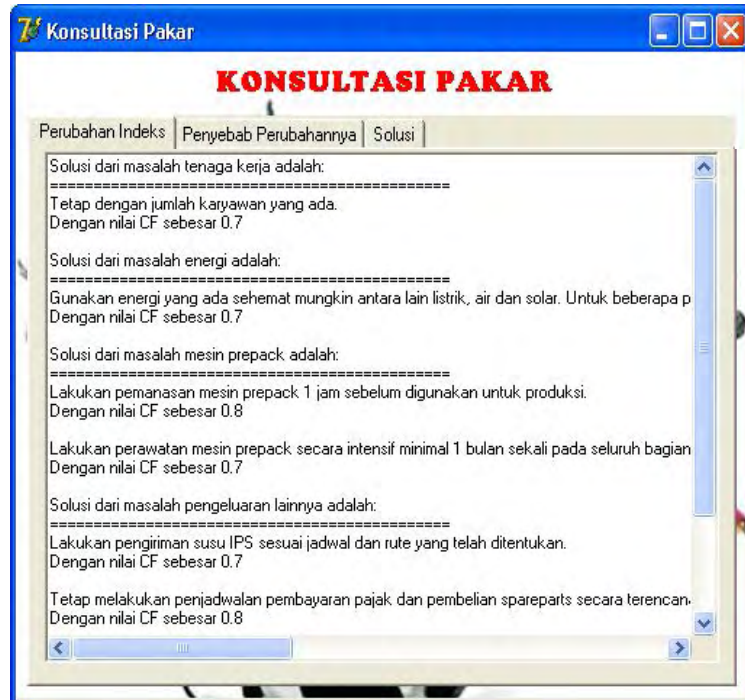 Konsultasi Pakar
KONSULTASI PAKAR
Perubahan Indeks Penyebab Perubahannya Solusi
Solusi dari masalah tenaga kerja adalah:
================================================
Tetap dengan jumlah karyawan yang ada.
Dengan nilai CF sebesar 0.7
Solusi dari masalah energi adalah:
================================================
Gunakan energi yang ada sehemat mungkin antara lain listrik, air dan solar. Untuk beberapa p
Dengan nilai CF sebesar 0.7
Solusi dari masalah mesin prepack adalah:
================================================
Lakukan pemanasan mesin prepack 1 jam sebelum digunakan untuk produksi.
Dengan nilai CF sebesar 0.8
Lakukan perawatan mesin prepack secara intensif minimal 1 bulan sekali pada seluruh bagian
Dengan nilai CF sebesar 0.7
Solusi dari masalah pengeluaran lainnya adalah:
================================================
Lakukan pengiriman susu IPS sesuai jadwal dan rute yang telah ditentukan.
Dengan nilai CF sebesar 0.7
Tetap melakukan penjadwalan pembayaran pajak dan pembelian spareparts secara terencan
Dengan nilai CF sebesar 0.8